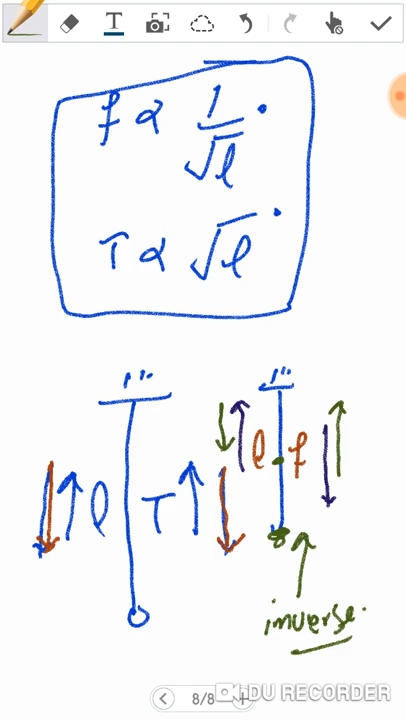 T
f ∝ 1/√l
T ∝ √l
l T l f
inverse.
8/8
DU RECORDER